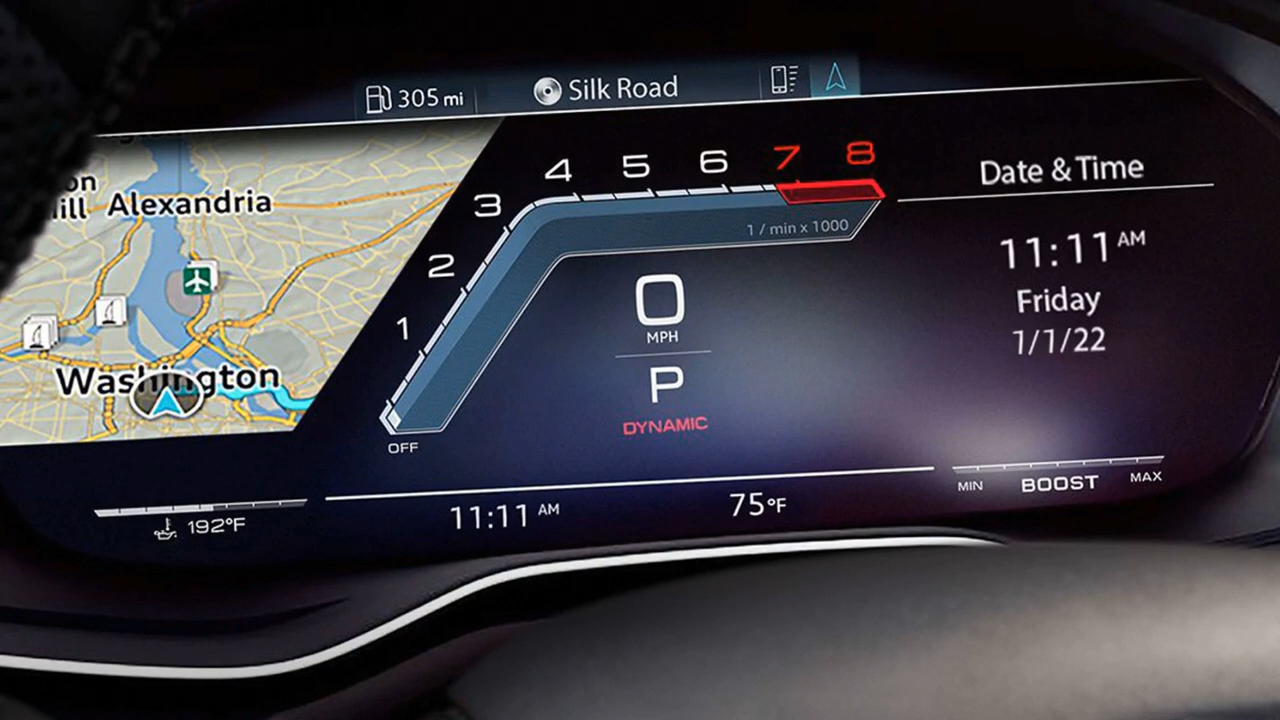 305 mi
Silk Road
Alexandria
Washington
1
2
3
4
5
6
7
8
1 / min x 1000
OFF
0
MPH
P
DYNAMIC
Date & Time
11:11 AM
Friday
1/1/22
192°F
11:11 AM
75°F
MIN
BOOST
MAX